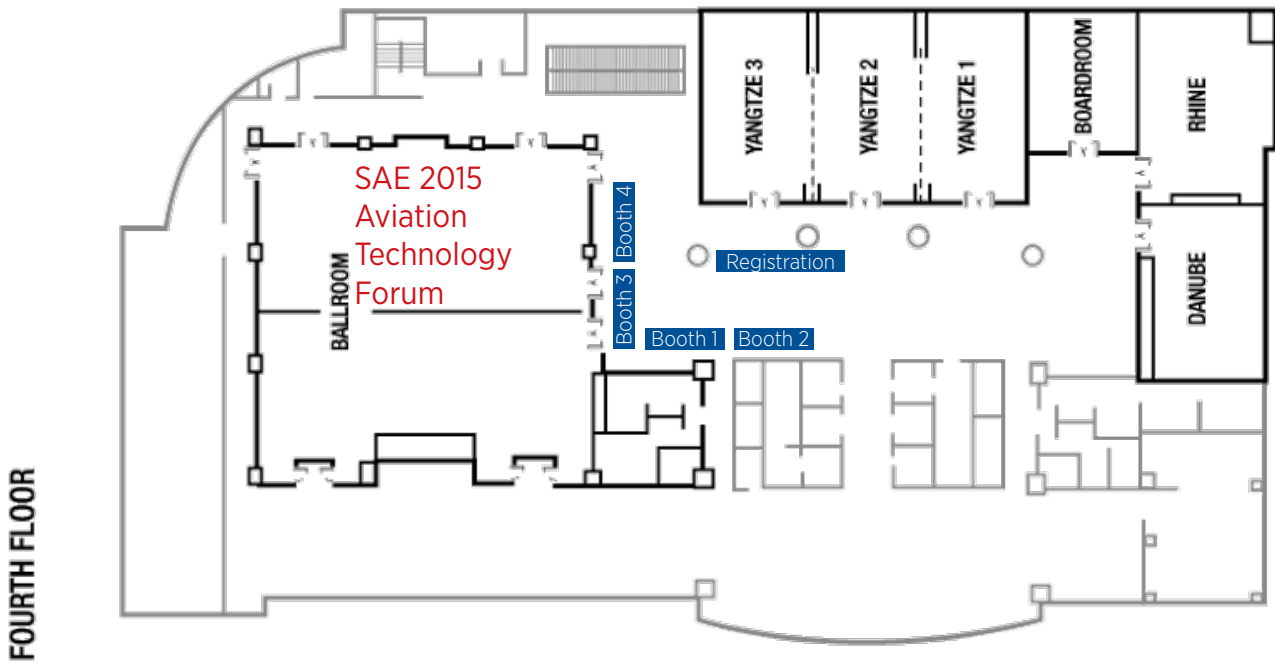 YANGTZE 3
YANGTZE 2
YANGTZE 1
BOARDROOM
RHINE
SAE 2015
Aviation
Technology
Forum
BALLROOM
Booth 4
Booth 3
Registration
Booth 1
Booth 2
DANUBE
FOURTH FLOOR